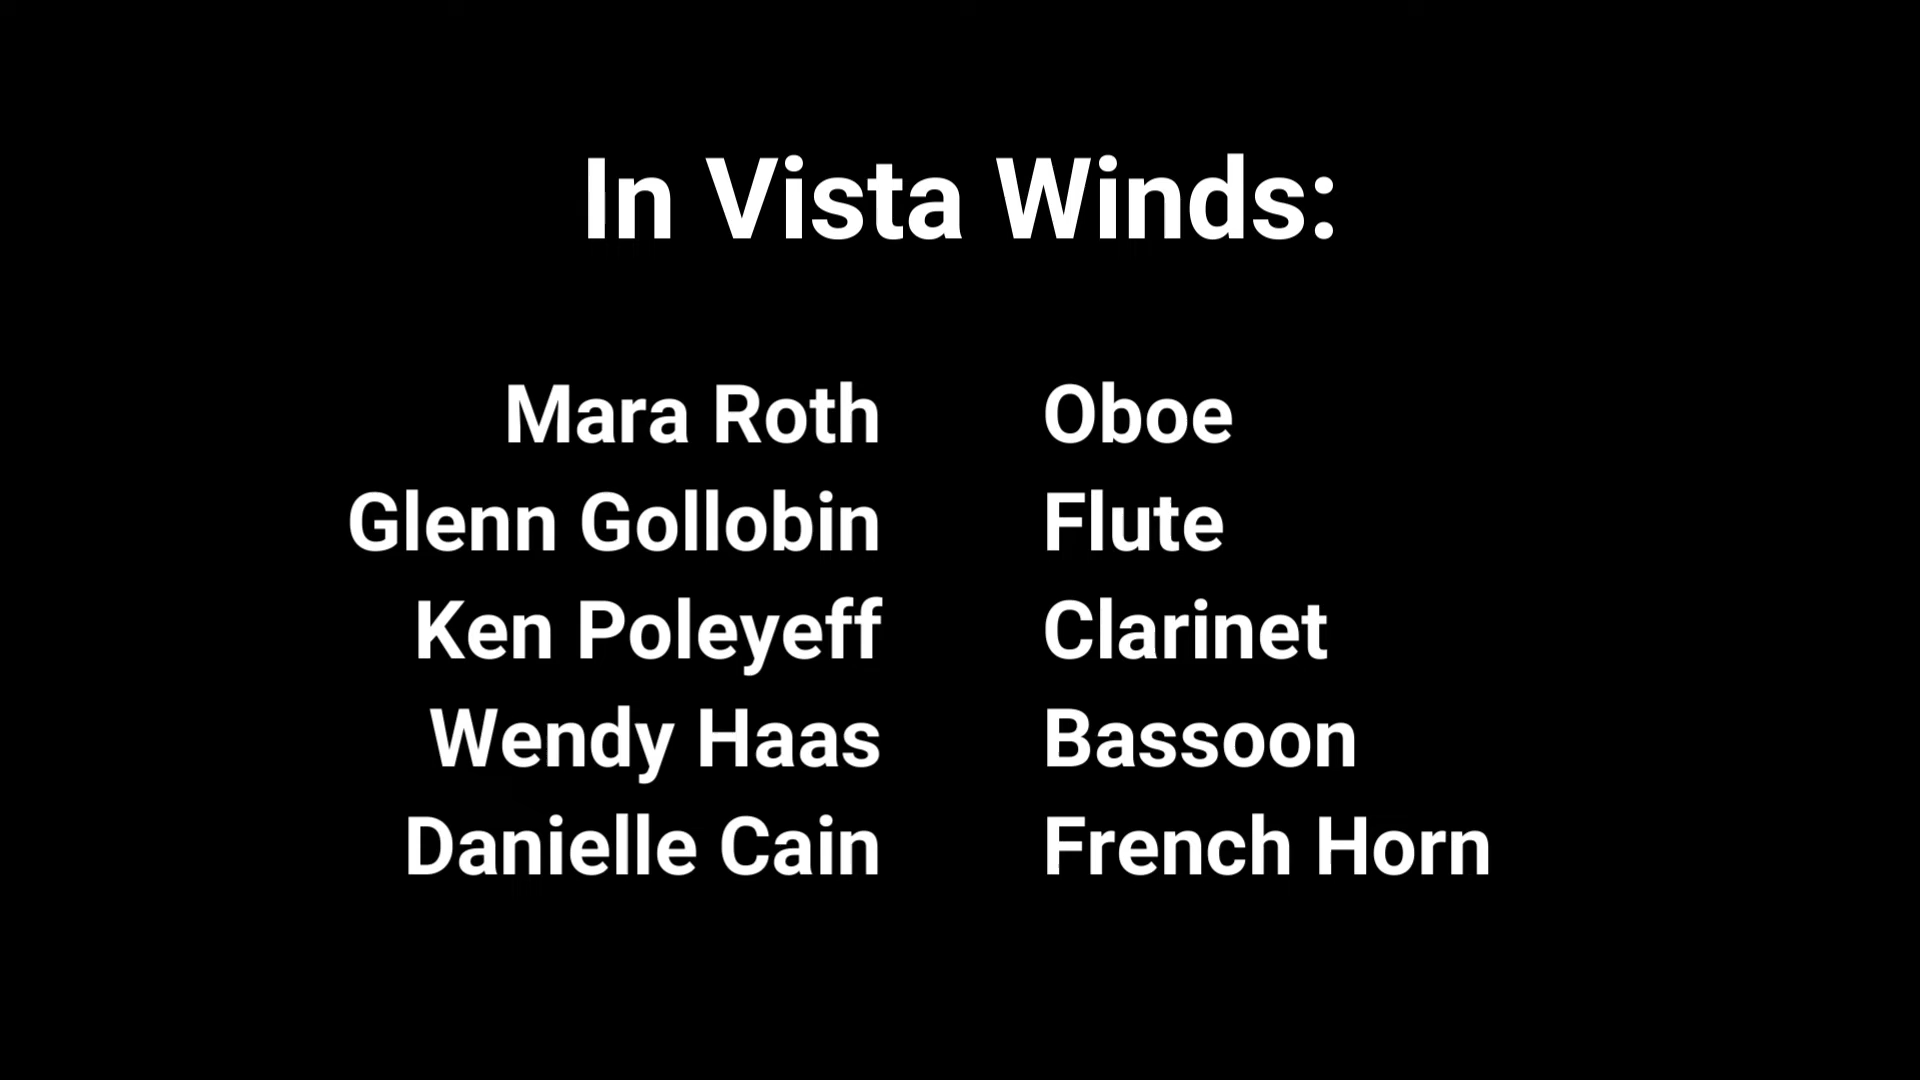 In Vista Winds:
Mara Roth Oboe
Glenn Gollobin Flute
Ken Poleyeff Clarinet
Wendy Haas Bassoon
Danielle Cain French Horn